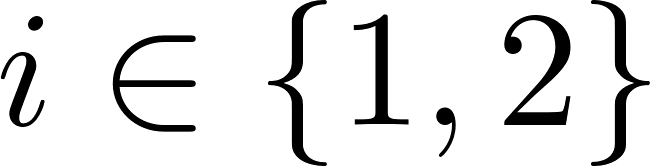 i ∈ {1, 2}